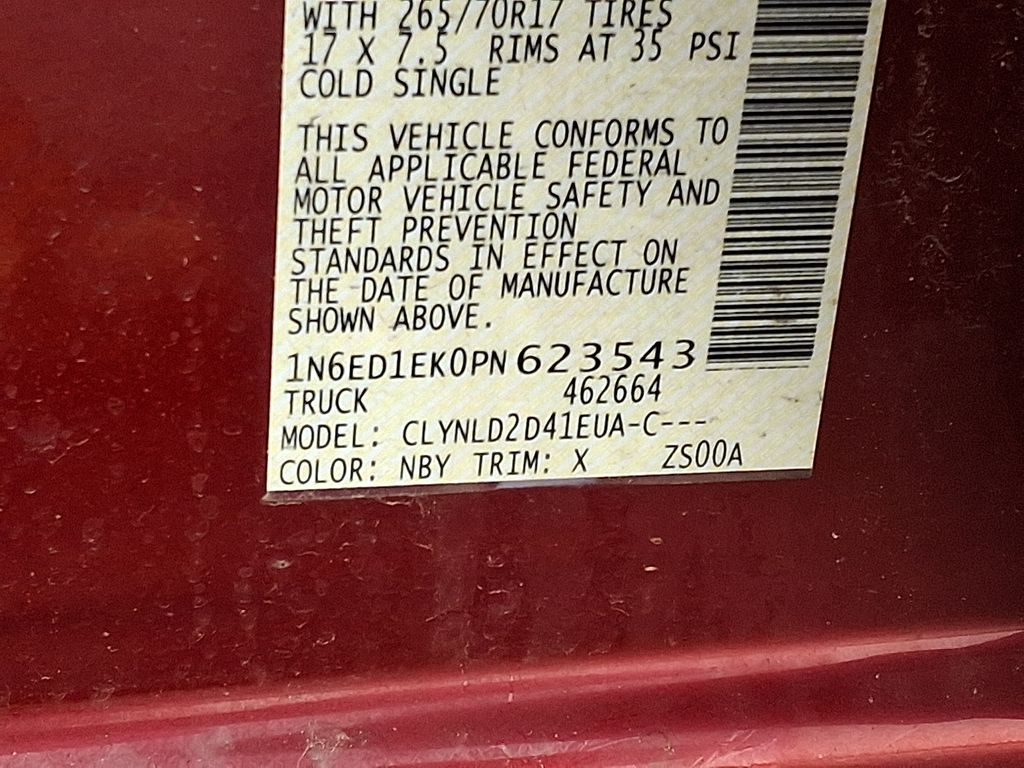 WITH 265/70R17 TIRES
17 X 7.5 RIMS AT 35 PSI
COLD SINGLE
THIS VEHICLE CONFORMS TO
ALL APPLICABLE FEDERAL
MOTOR VEHICLE SAFETY AND
THEFT PREVENTION
STANDARDS IN EFFECT ON
THE DATE OF MANUFACTURE
SHOWN ABOVE.
1N6ED1EK0PN623543
TRUCK 462664
MODEL: CLYNLD2D41EUA-C---
COLOR: NBY TRIM: X ZS00A